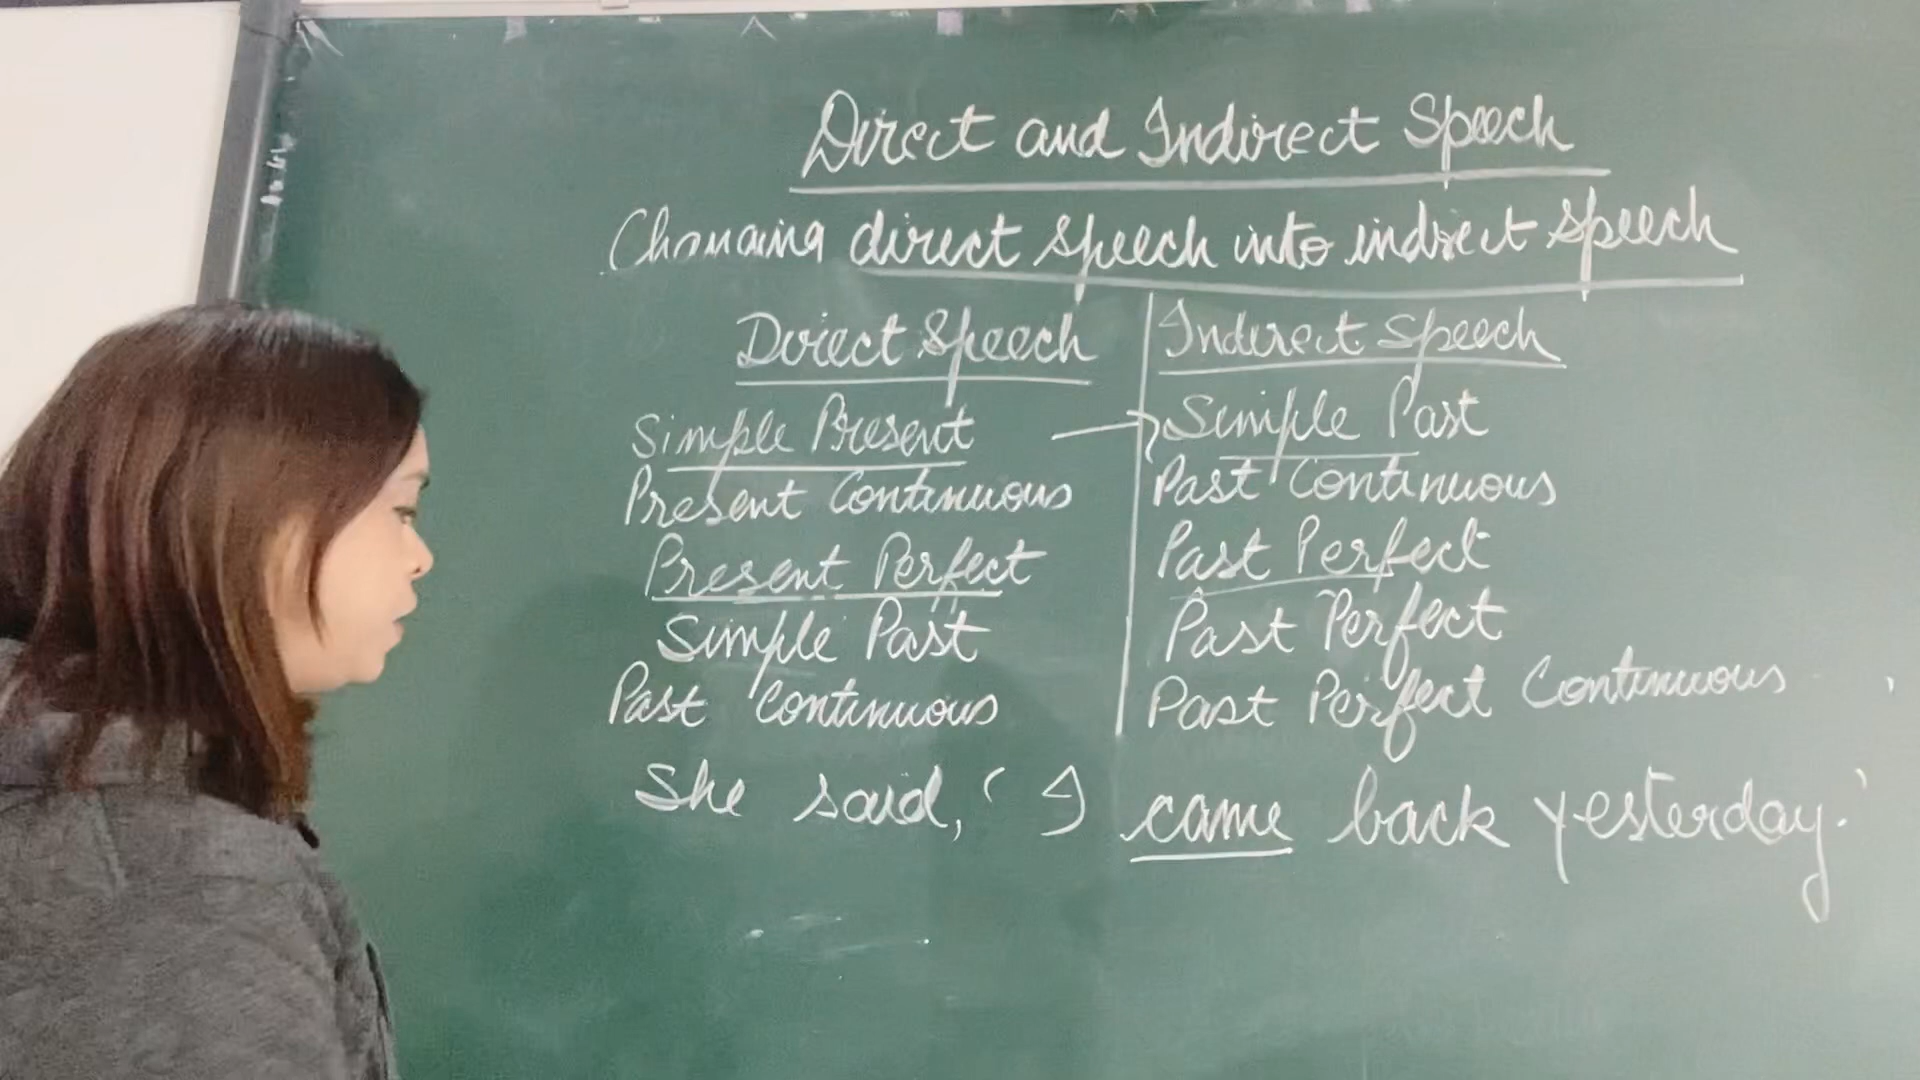 Direct and Indirect Speech
Changing direct speech into indirect speech
Direct Speech Indirect Speech
Simple Present → Simple Past
Present Continuous Past Continuous
Present Perfect Past Perfect
Simple Past Past Perfect
Past Continuous Past Perfect Continuous
She said, ‘I came back yesterday.’